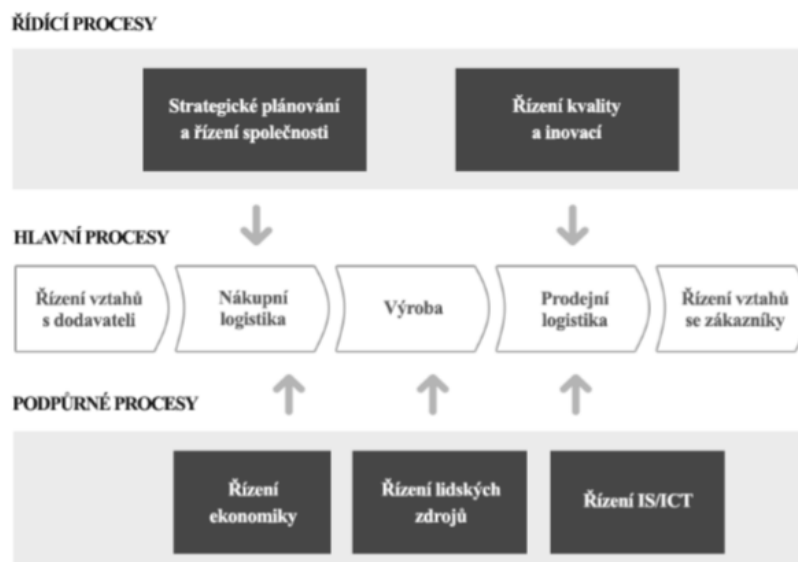 ŘÍDÍCÍ PROCESY
Strategické plánování
a řízení společnosti
Řízení kvality
a inovací
HLAVNÍ PROCESY
Řízení vztahů
s dodavateli
Nákupní
logistika
Výroba
Prodejní
logistika
Řízení vztahů
se zákazníky
PODPŮRNÉ PROCESY
Řízení
ekonomiky
Řízení lidských
zdrojů
Řízení IS/ICT